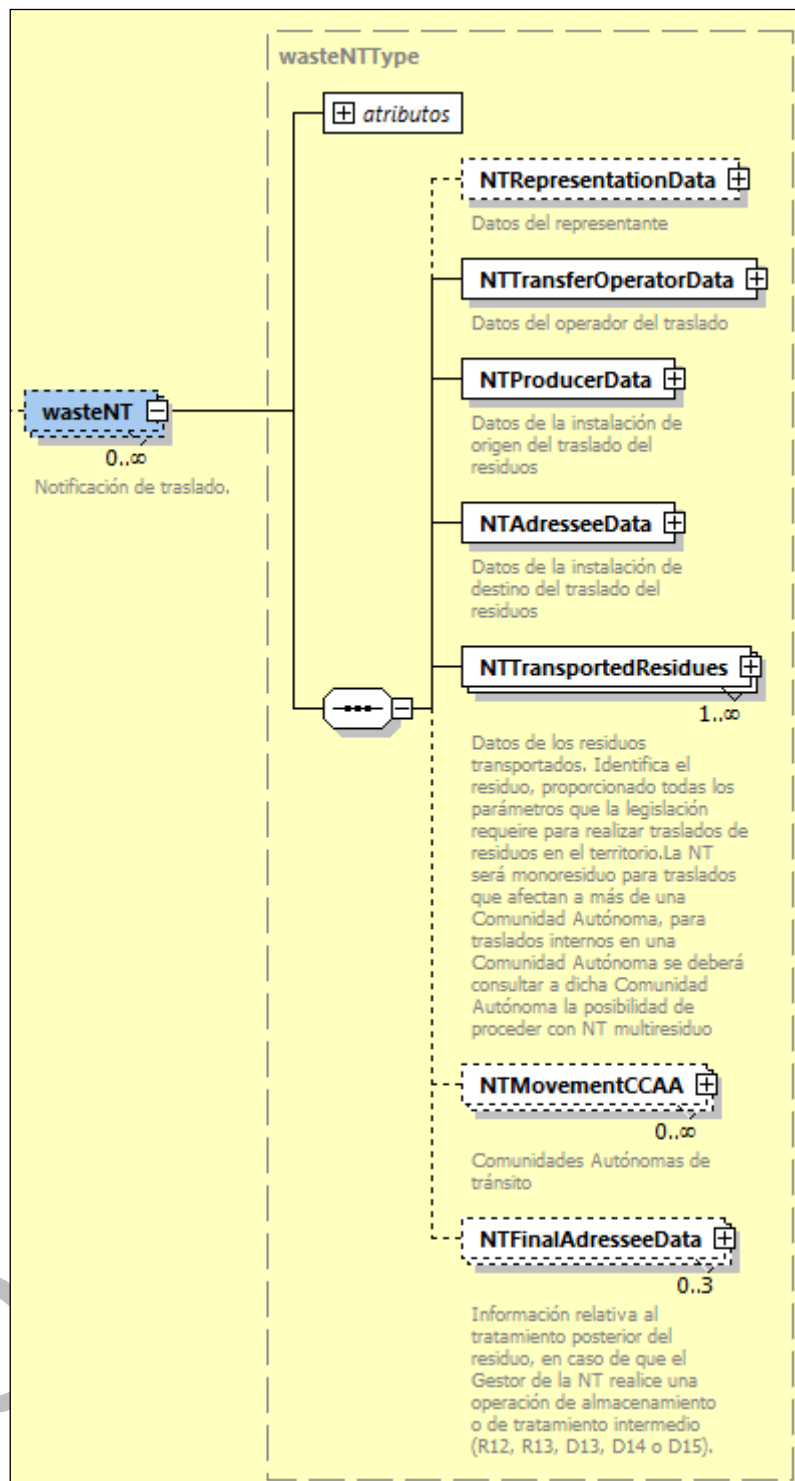 wasteNTType
atributos
NTRepresentationData
Datos del representante
NTTransferOperatorData
Datos del operador del traslado
NTProducerData
Datos de la instalación de
origen del traslado del
residuos
wasteNT
0..∞
Notificación de traslado.
NTAdresseeData
Datos de la instalación de
destino del traslado del
residuos
NTTransportedResidues
1..∞
Datos de los residuos
transportados. Identifica el
residuo, proporcionado todas los
parámetros que la legislación
requeire para realizar traslados de
residuos en el territorio.La NT
será monoresiduo para traslados
que afectan a más de una
Comunidad Autónoma, para
traslados internos en una
Comunidad Autónoma se deberá
consultar a dicha Comunidad
Autónoma la posibilidad de
proceder con NT multiresiduo
NTMovementCCAA
0..∞
Comunidades Autónomas de
tránsito
NTFinalAdresseeData
0..3
Información relativa al
tratamiento posterior del
residuo, en caso de que el
Gestor de la NT realice una
operación de almacenamiento
o de tratamiento intermedio
(R12, R13, D13, D14 o D15).